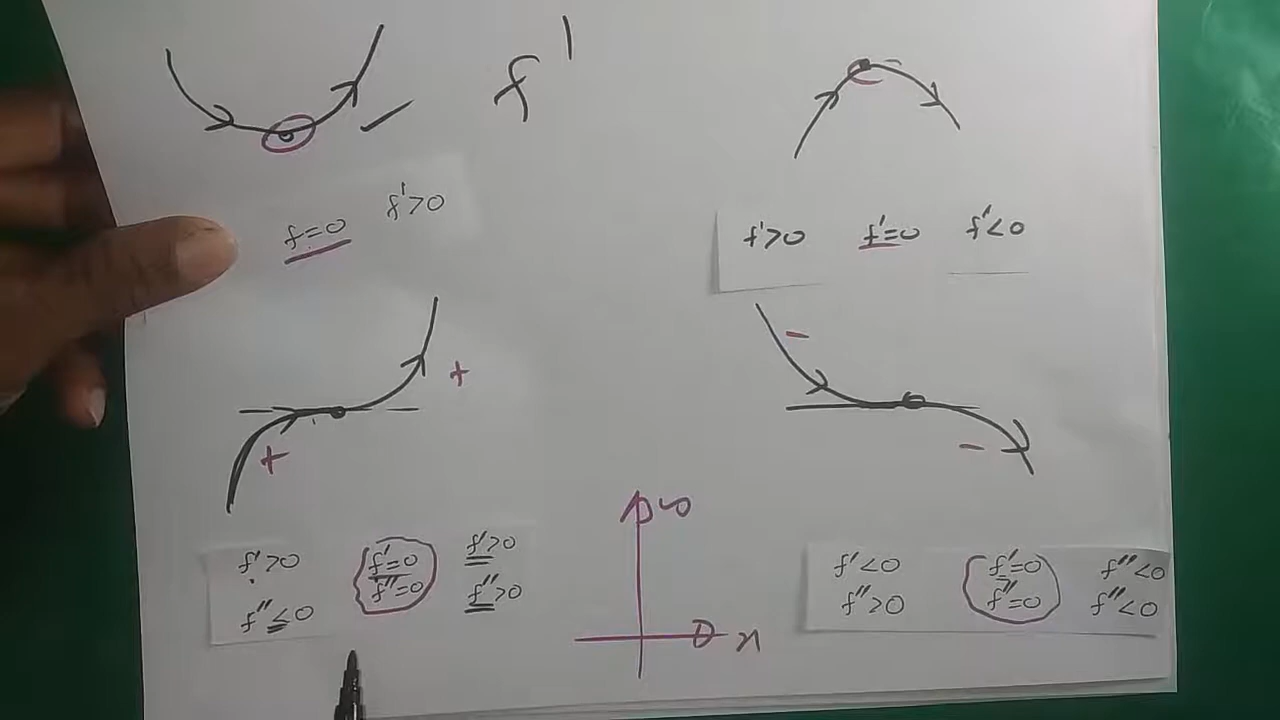 f'
f=0 f'>0
f'>0 f'=0 f'<0
+
+
-
-
f'>0 f'=0 f'>0
f''≤0 f''=0 f''>0
x
f'<0 f'=0 f''<0
f''>0 f''=0 f''<0